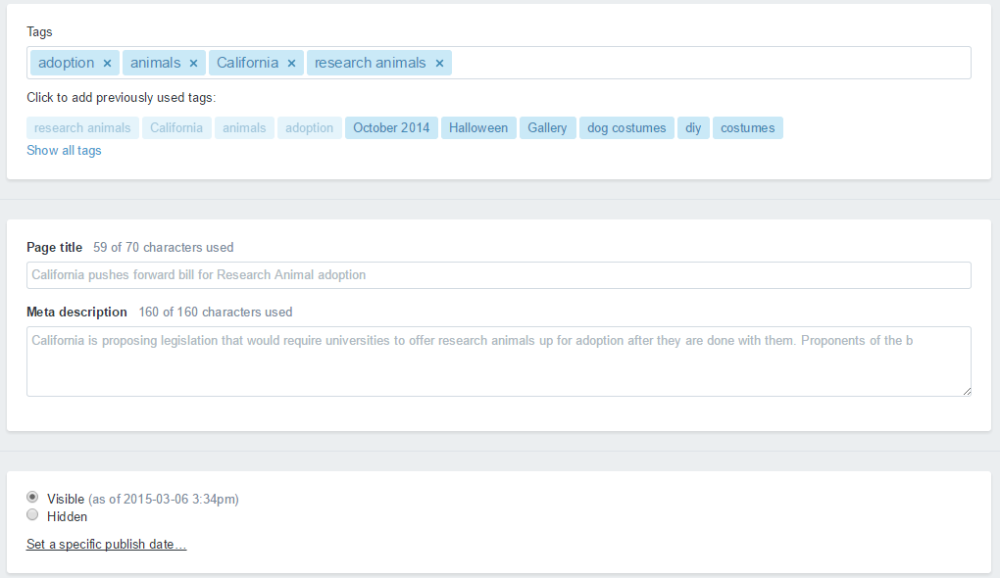 Tags
adoption × animals × California × research animals ×
Click to add previously used tags:
research animals California animals adoption October 2014 Halloween Gallery dog costumes diy costumes
Show all tags
Page title 59 of 70 characters used
California pushes forward bill for Research Animal adoption
Meta description 160 of 160 characters used
California is proposing legislation that would require universities to offer research animals up for adoption after they are done with them. Proponents of the b
Visible (as of 2015-03-06 3:34pm)
Hidden
Set a specific publish date…